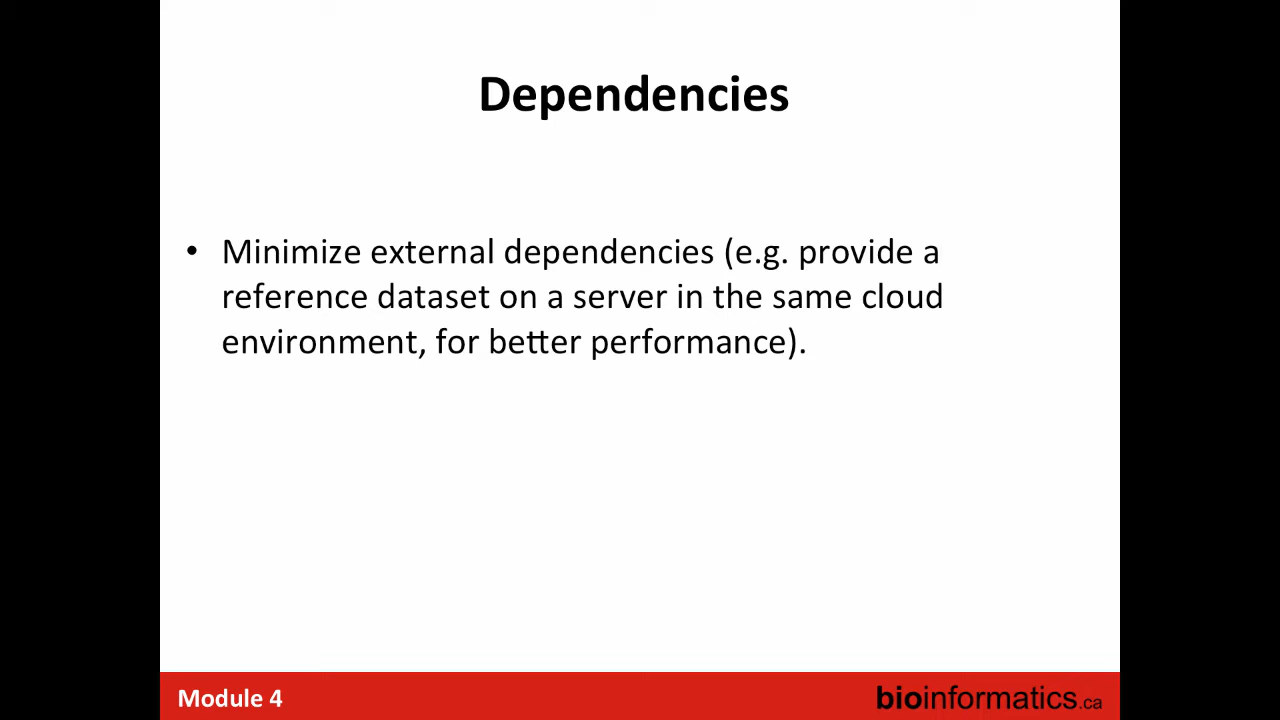 Dependencies
• Minimize external dependencies (e.g. provide a
reference dataset on a server in the same cloud
environment, for better performance).
Module 4
bioinformatics.ca